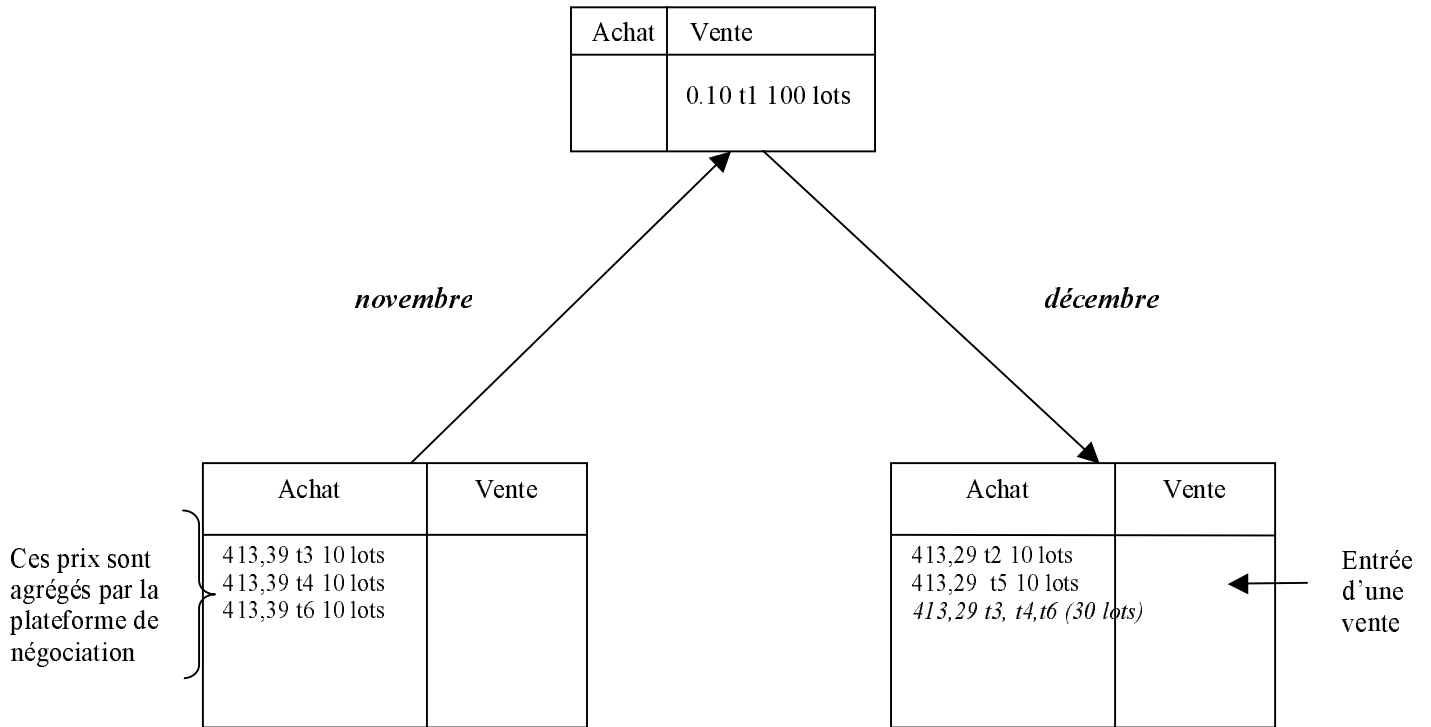 Achat Vente
0.10 t1 100 lots
novembre
décembre
Achat Vente
413,39 t3 10 lots
413,39 t4 10 lots
413,39 t6 10 lots
Ces prix sont
agrégés par la
plateforme de
négociation
Achat Vente
413,29 t2 10 lots
413,29 t5 10 lots
413,29 t3, t4,t6 (30 lots)
Entrée
d’une
vente